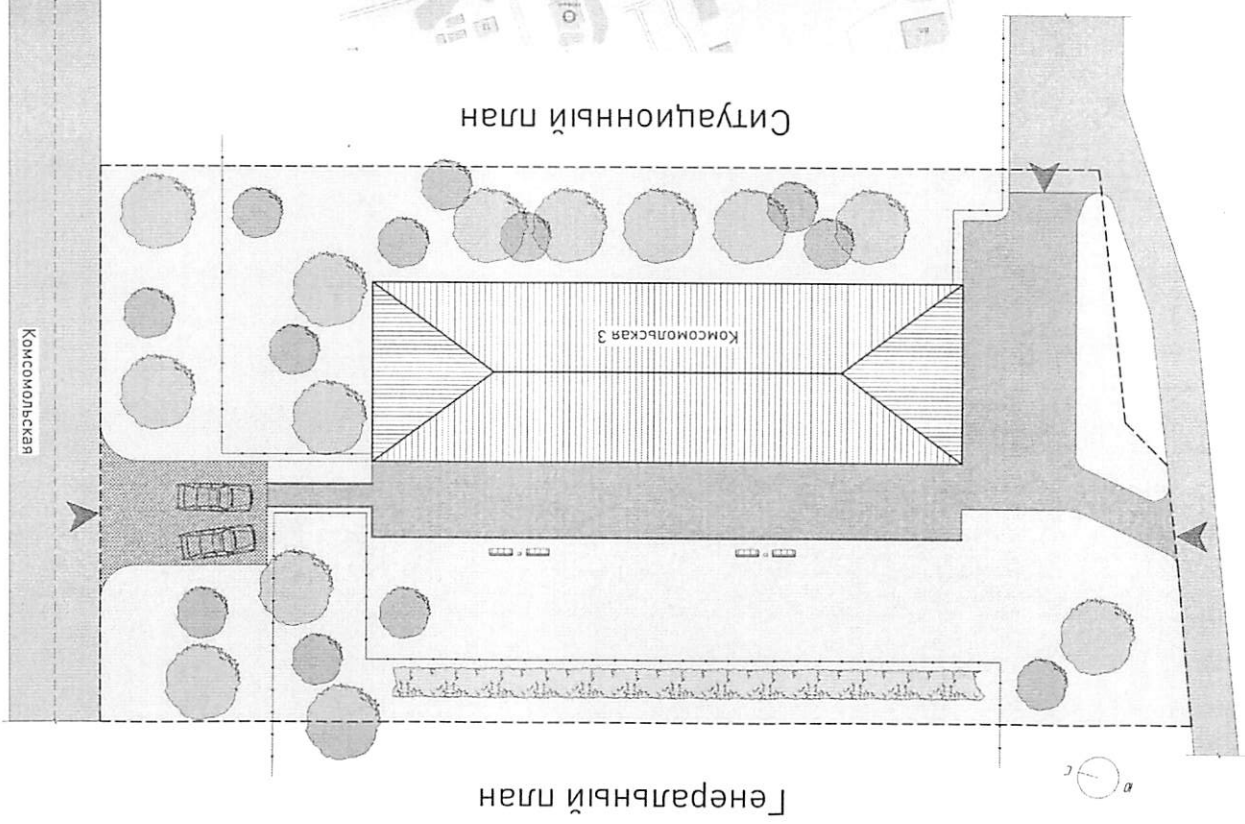 Генеральный план
Ю
С
Комсомольская
Комсомольская 3
Ситуационный план